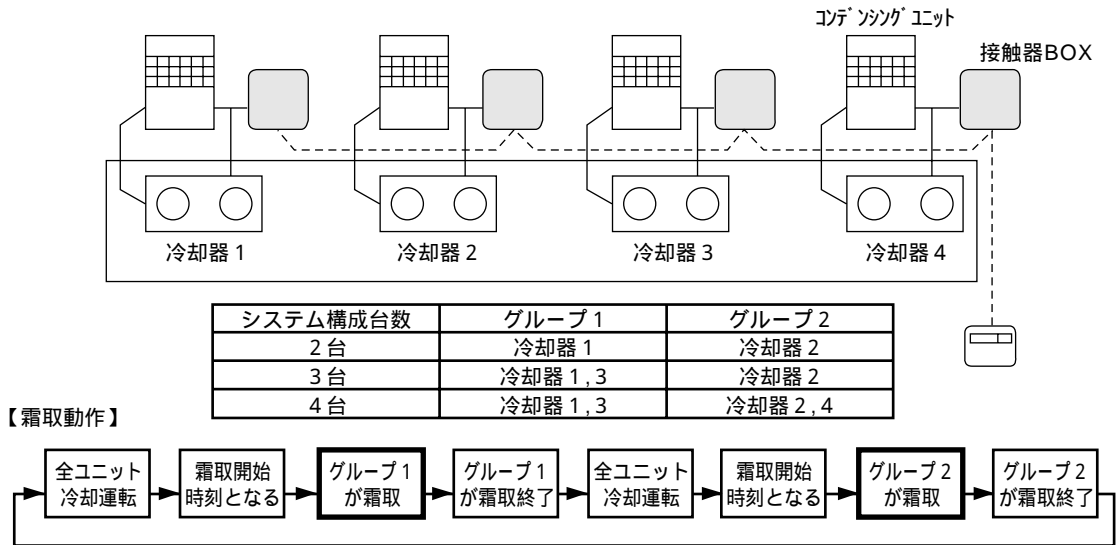 コンデンシングユニット
接触器BOX
冷却器 1
冷却器 2
冷却器 3
冷却器 4
システム構成台数 グループ 1 グループ 2
2 台 冷却器 1 冷却器 2
3 台 冷却器 1 , 3 冷却器 2
4 台 冷却器 1 , 3 冷却器 2 , 4
【霜取動作】
全ユニット
冷却運転
霜取開始
時刻となる
グループ 1
が霜取
グループ 1
が霜取終了
全ユニット
冷却運転
霜取開始
時刻となる
グループ 2
が霜取
グループ 2
が霜取終了